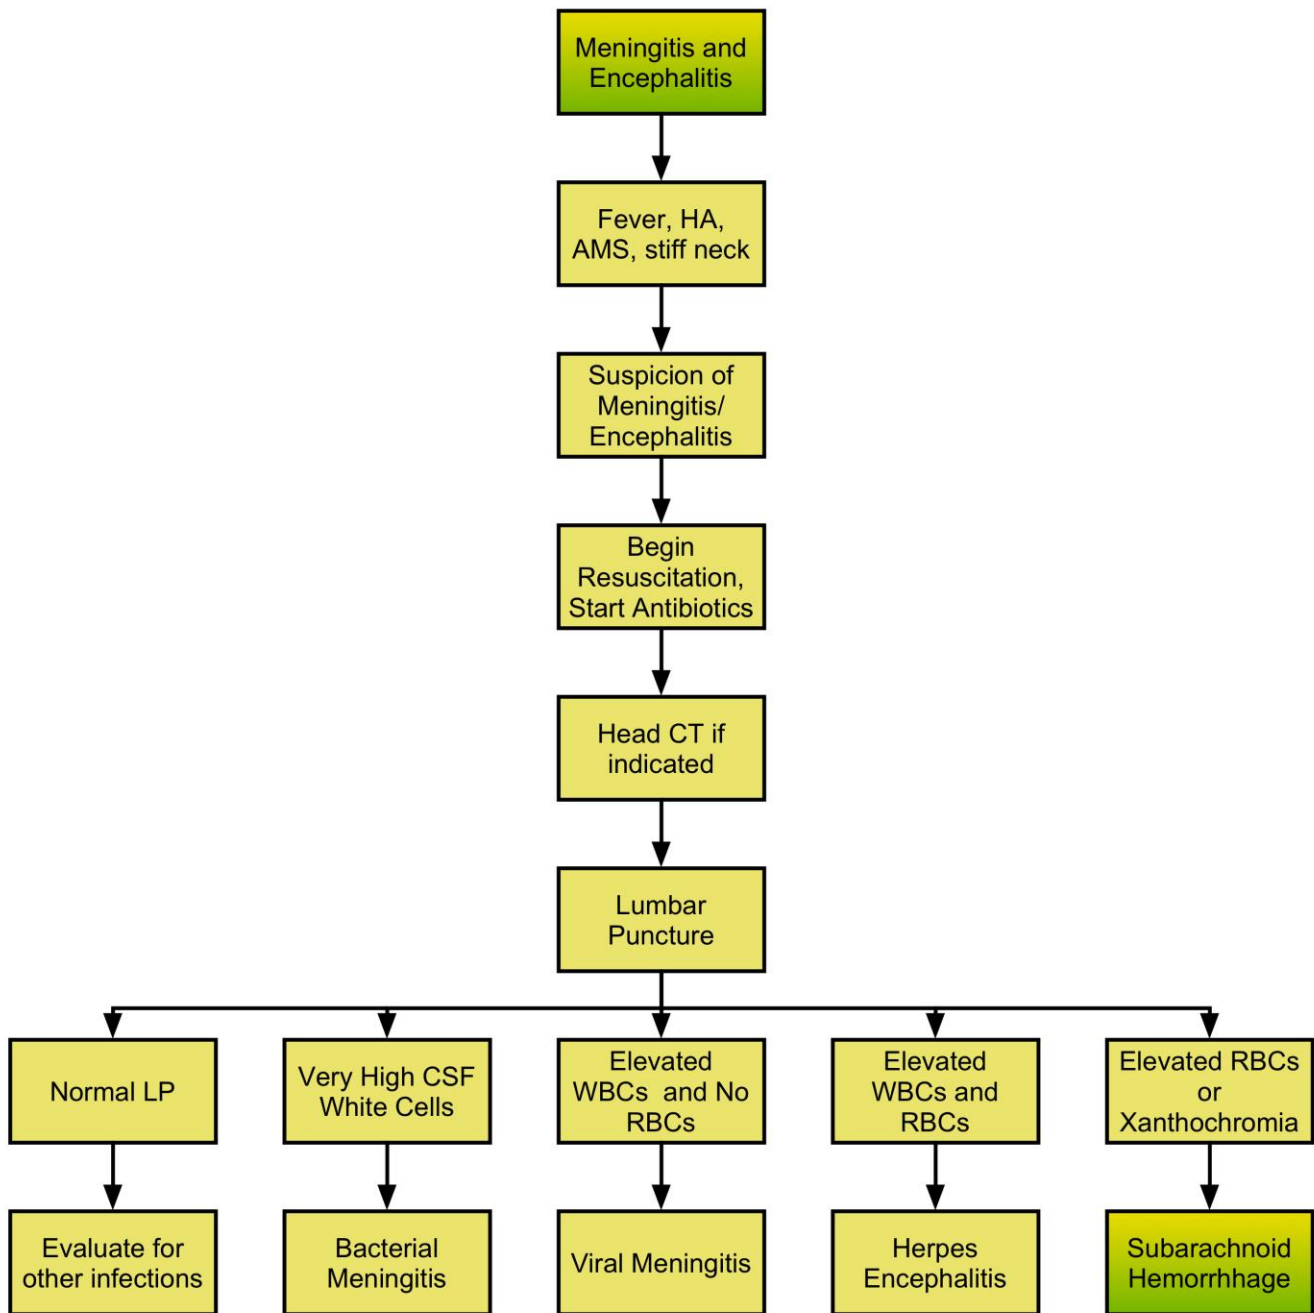 Meningitis and
Encephalitis
Fever, HA,
AMS, stiff neck
Suspicion of
Meningitis/
Encephalitis
Begin
Resuscitation,
Start Antibiotics
Head CT if
indicated
Lumbar
Puncture
Normal LP
Very High CSF
White Cells
Elevated
WBCs and No
RBCs
Elevated
WBCs and
RBCs
Elevated RBCs
or
Xanthochromia
Evaluate for
other infections
Bacterial
Meningitis
Viral Meningitis
Herpes
Encephalitis
Subarachnoid
Hemorrhhage